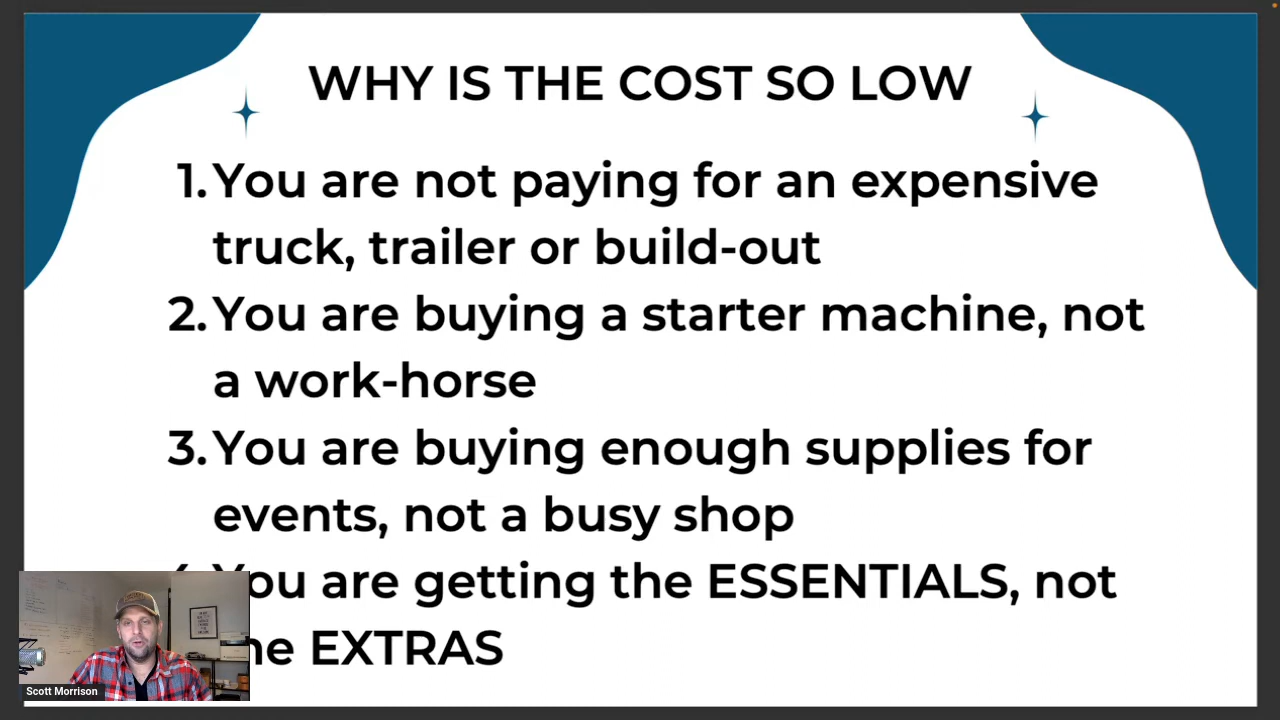 WHY IS THE COST SO LOW
1. You are not paying for an expensive
truck, trailer or build-out
2. You are buying a starter machine, not
a work-horse
3. You are buying enough supplies for
events, not a busy shop
You are getting the ESSENTIALS, not
EXTRAS
Scott Morrison